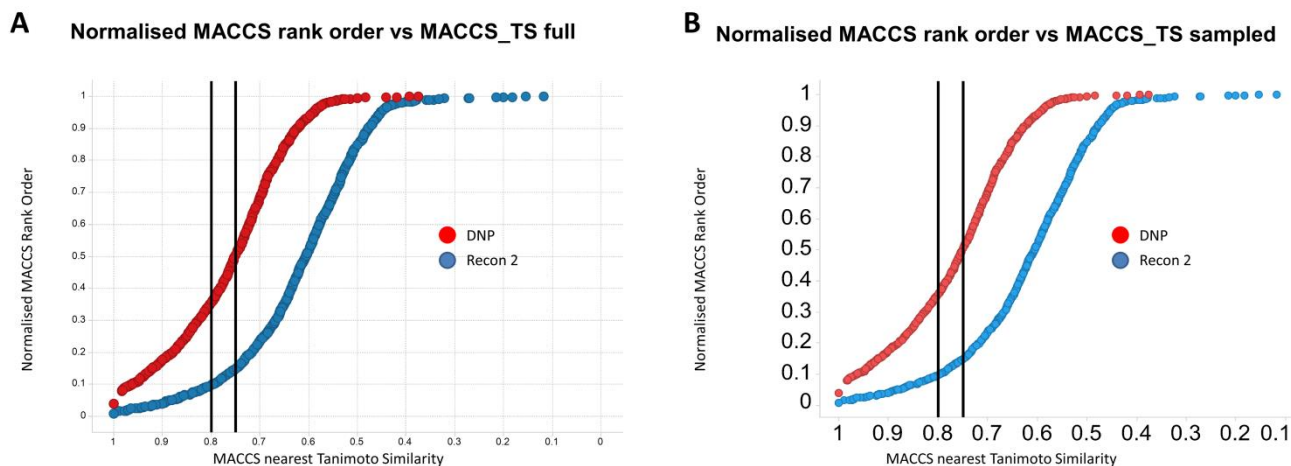 A
Normalised MACCS rank order vs MACCS_TS full
Normalised MACCS Rank Order
1
0.9
0.8
0.7
0.6
0.5
0.4
0.3
0.2
0.1
0
DNP
Recon 2
1 0.9 0.8 0.7 0.6 0.5 0.4 0.3 0.2 0.1 0
MACCS nearest Tanimoto Similarity
B
Normalised MACCS rank order vs MACCS_TS sampled
Normalised MACCS Rank Order
1
0.9
0.8
0.7
0.6
0.5
0.4
0.3
0.2
0.1
0
DNP
Recon 2
1 0.9 0.8 0.7 0.6 0.5 0.4 0.3 0.2 0.1
MACCS nearest Tanimoto Similarity